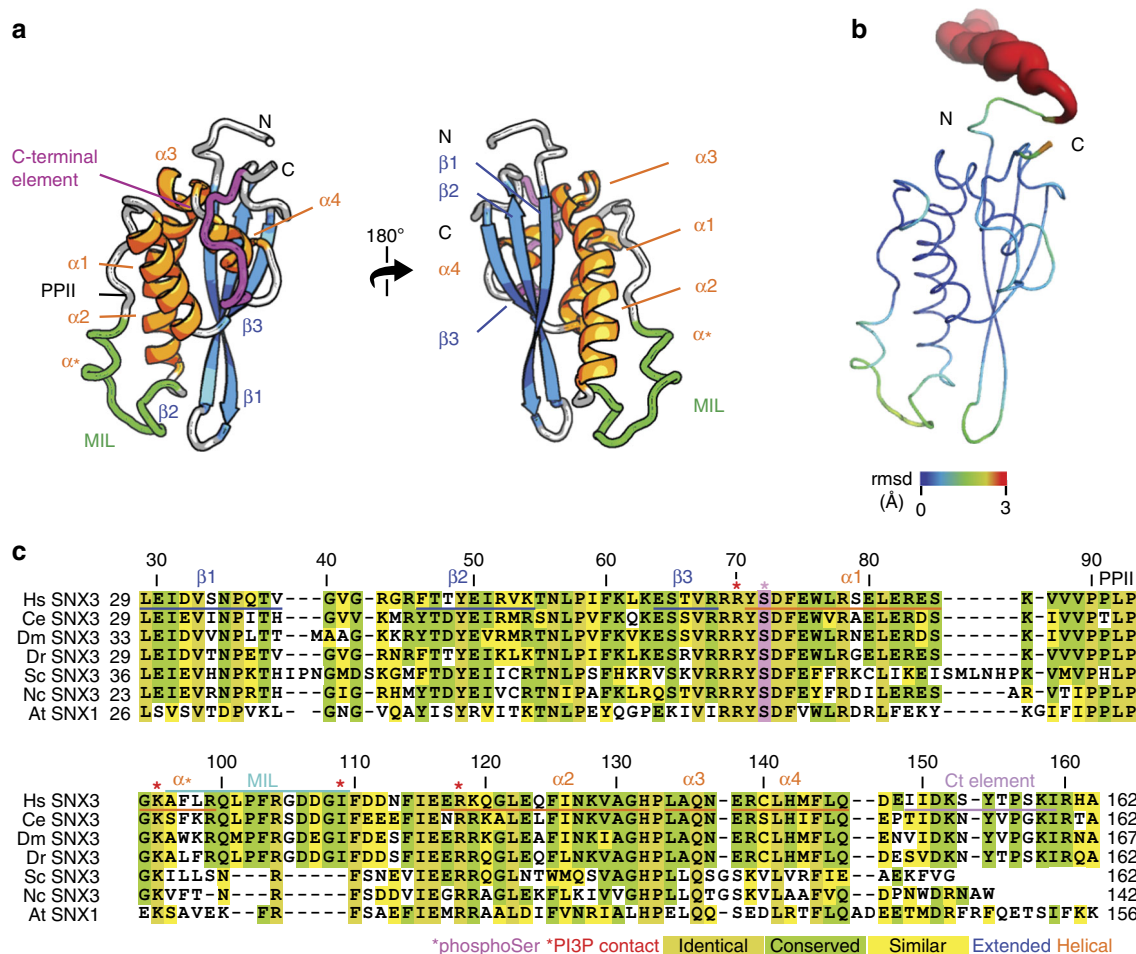 a
b
N
C-terminal
element
α3
C
α4
α1
PPII
α2
α*
β3
β2
β1
MIL
180°
N
β1
β2
C
α4
β3
α3
α1
α2
α*
MIL
N
C
rmsd
(Å)
0
3
c
30 40 50 60 70 80 90
β1 β2 β3 * * α1 PPII
Hs SNX3 29 LEIDVSNPQTV---GVG-RGRFTTYEIRVKTNLPIFKLKESTVRRRYSDFEWLRSELERES------K-VVVPPLP
Ce SNX3 29 LEIEVINPITH---GVV-KMRYTDYEIRMRSNLPIFKQKESSVRRRYSDFEWVRAELERDS------K-IVVPTLP
Dm SNX3 33 LEIDVVNPLTT--MAAG-KKRYTDYEVRMRTNLPVFKVKESSVRRRYSDFEWLRNELERDS------K-IVVPPLP
Dr SNX3 29 LEIDVTNPETV---GVG-RNRFTTYEIKLKTNLPIFKLKESRVRRRYSDFEWLRGELERES------K-VVVPPLP
Sc SNX3 36 LEIEVHNPKTHIPNGMDSKGMFTDYEIICRTNLPSFHKRVSKVRRRYSDFEFFRKCLIKEISMLNHPK-VMVPHLP
Nc SNX3 23 LEIEVRNPRTH---GIG-RHMYTDYEIVCRTNIPAFKLRQSTVRRRYSDFEYFRDILERES-----AR-VTIPPLP
At SNX1 26 LSVSVTDPVKL---GNG-VQAYISYRVITKTNLPEYQGPEKIVIRRYSDFVWLRDRLFEKY------KGIFIPPLP
100 110 120 130 140 150 160
* α* MIL * * α2 α3 α4 Ct element
Hs SNX3 GKAFLRQLPFRGDDGIFDDNFIEERKQGLEQFINKVAGHPLAQN-ERCLHMFLQ--DEIIDKS-YTPSKIRHA 162
Ce SNX3 GKSFKRQLPFRSDDGIFEEEFIENRRKALELFINKVAGHPLAQN-ERSLHIFLQ--EPTIDKN-YVPGKIRTA 162
Dm SNX3 GKAWKRQMPFRGDEGIFDESFIEERRKGLEAFINKIAGHPLAQN-ERCLHMFLQ--ENVIDKN-YVPGKIRNA 167
Dr SNX3 GKALFRQLPFRGDDGIFDDSFIEERRQGLEQFLNKVAGHPLAQN-ERCLHMFLQ--DESVDKN-YTPSKIRQA 162
Sc SNX3 GKILLSN--R-----FSNEVIEERRQGLNTWMQSVAGHPLLQSGSKVLVRFIE--AEKFVG 162
Nc SNX3 GKVFT-N---R-----FSDDVIEGRRAGLEKFLKIVVGHPLLQTGSKVLAAFVQ--DPNWDRNAW 142
At SNX1 EKSAVEK---FR-----FSAEFIEMRRAALDIFVNRIALHPELQQ-SEDLRTFLQADEETMDRFRFQETSIFKK 156
*phosphoSer *PI3P contact Identical Conserved Similar Extended Helical